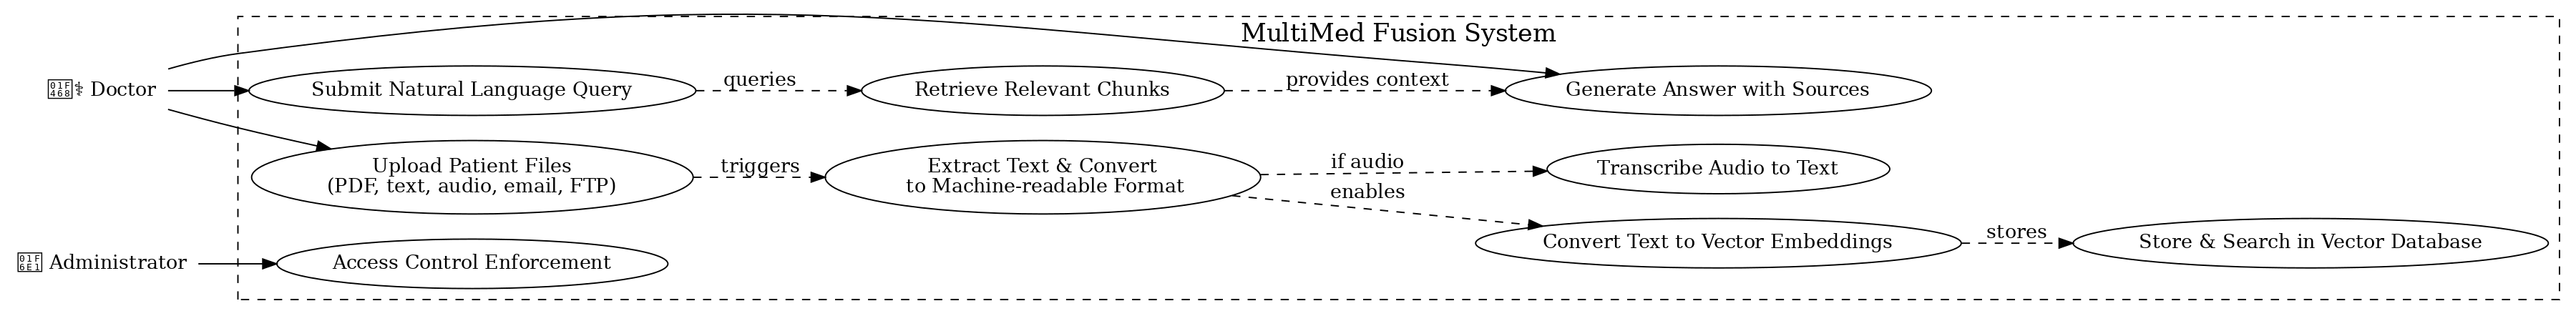 MultiMed Fusion System
⚕ Doctor
Submit Natural Language Query
queries
Retrieve Relevant Chunks
provides context
Generate Answer with Sources
Upload Patient Files
(PDF, text, audio, email, FTP)
triggers
Extract Text & Convert
to Machine-readable Format
if audio
Transcribe Audio to Text
enables
Convert Text to Vector Embeddings
stores
Store & Search in Vector Database
Administrator
Access Control Enforcement